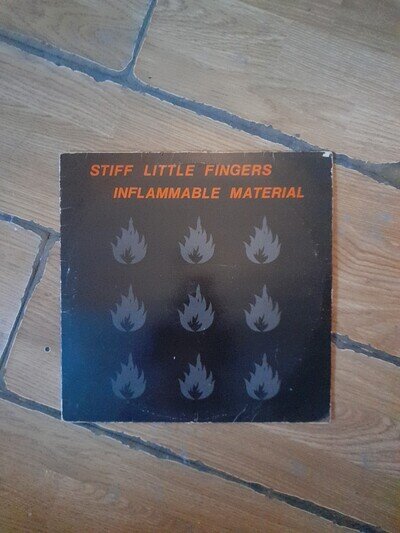 STIFF LITTLE FINGERS
INFLAMMABLE MATERIAL